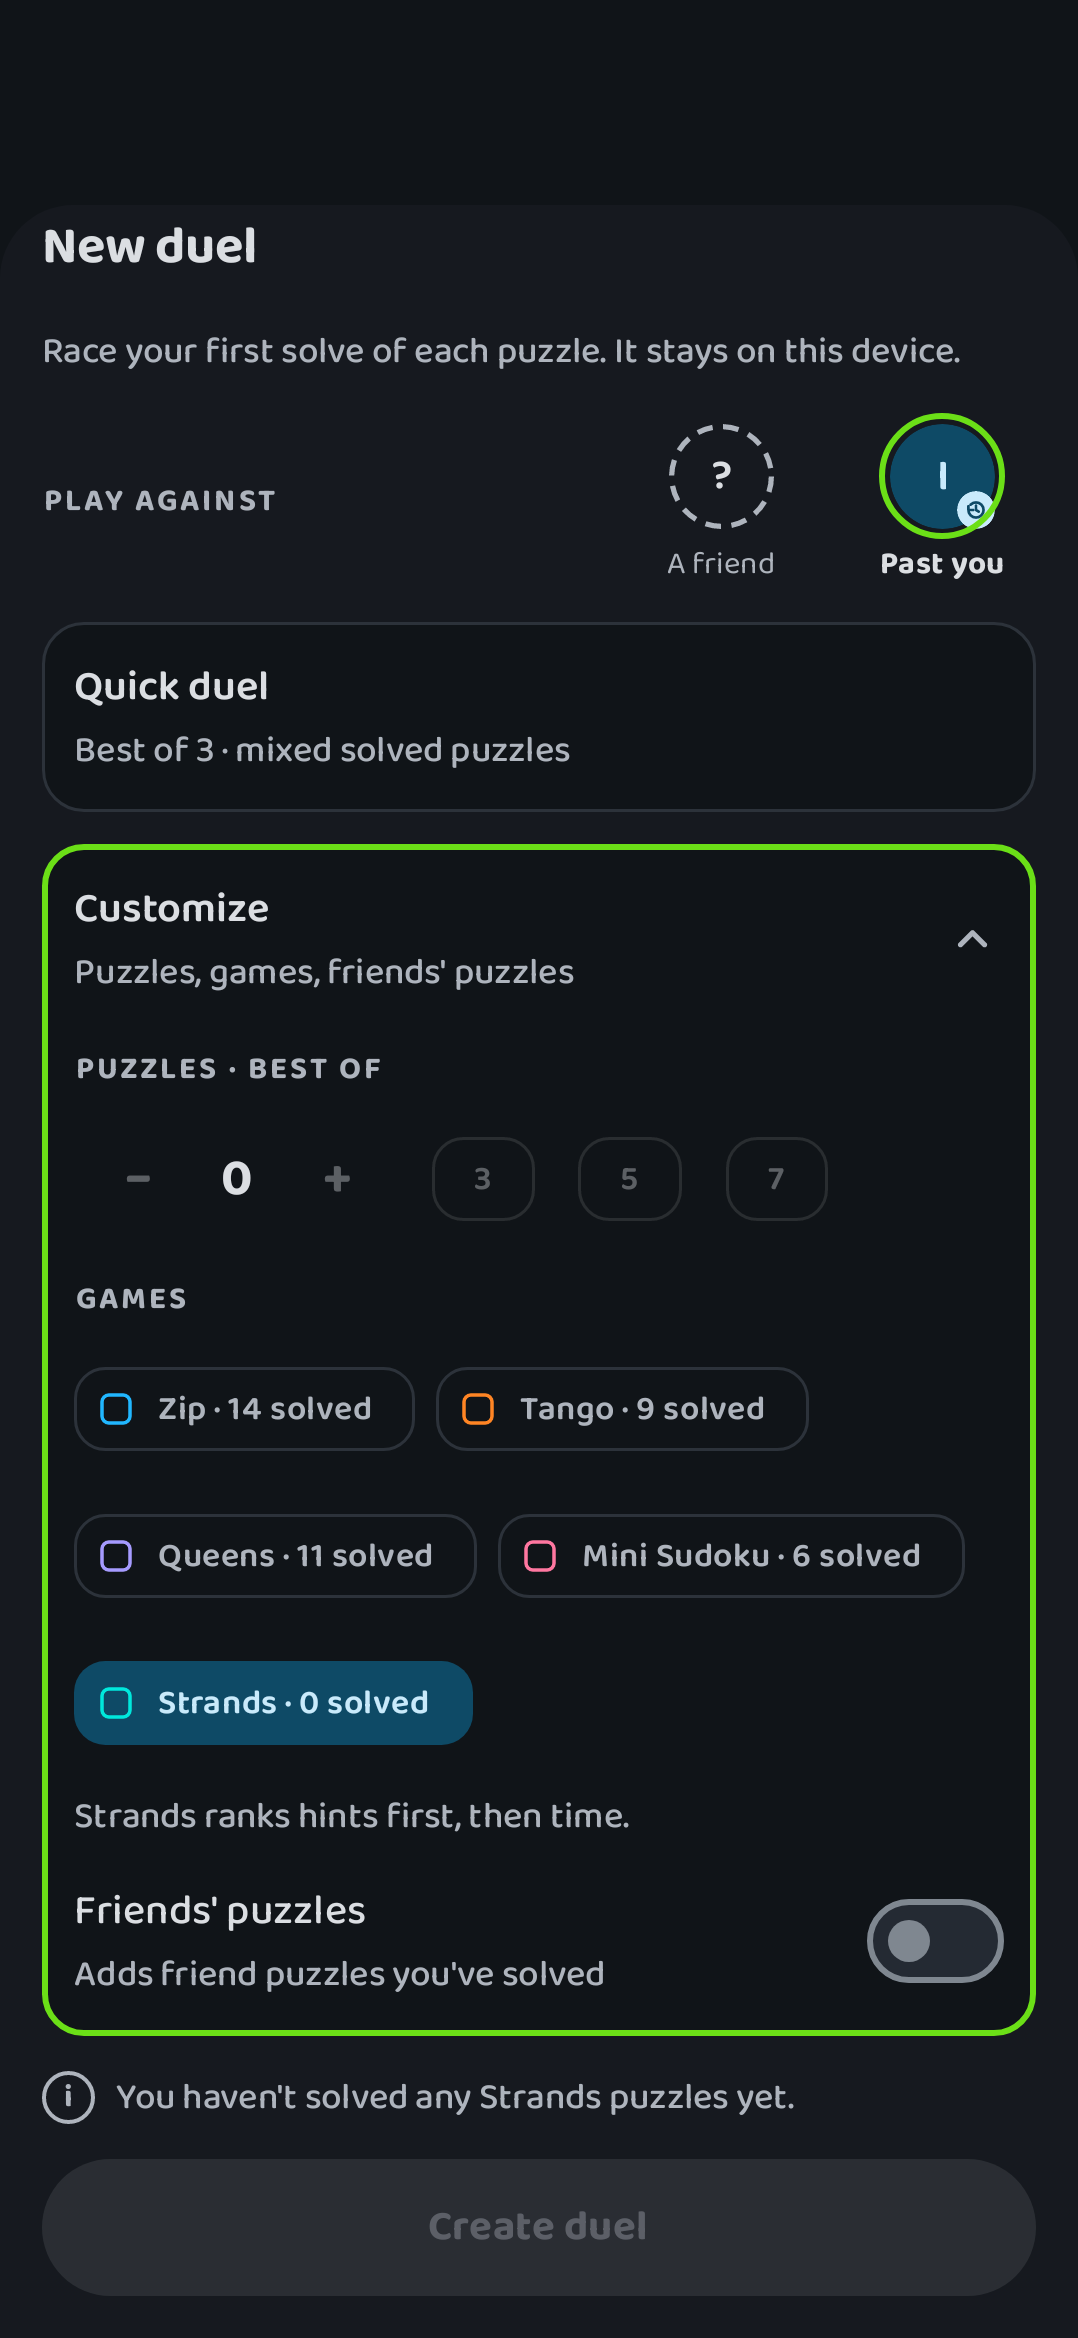 New duel
Race your first solve of each puzzle. It stays on this device.
PLAY AGAINST
?
A friend
I
Past you
Quick duel
Best of 3 · mixed solved puzzles
Customize
Puzzles, games, friends' puzzles
PUZZLES · BEST OF
− 0 + 3 5 7
GAMES
Zip · 14 solved Tango · 9 solved
Queens · 11 solved Mini Sudoku · 6 solved
Strands · 0 solved
Strands ranks hints first, then time.
Friends' puzzles
Adds friend puzzles you've solved
You haven't solved any Strands puzzles yet.
Create duel